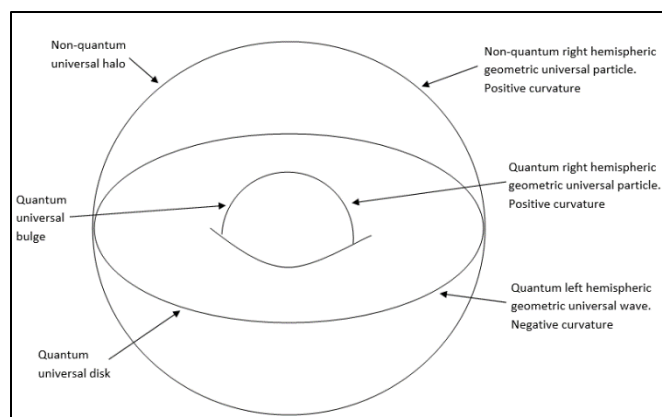 Non-quantum
universal halo
Non-quantum right hemispheric
geometric universal particle.
Positive curvature
Quantum
universal
bulge
Quantum right hemispheric
geometric universal particle.
Positive curvature
Quantum left hemispheric
geometric universal wave.
Negative curvature
Quantum
universal disk